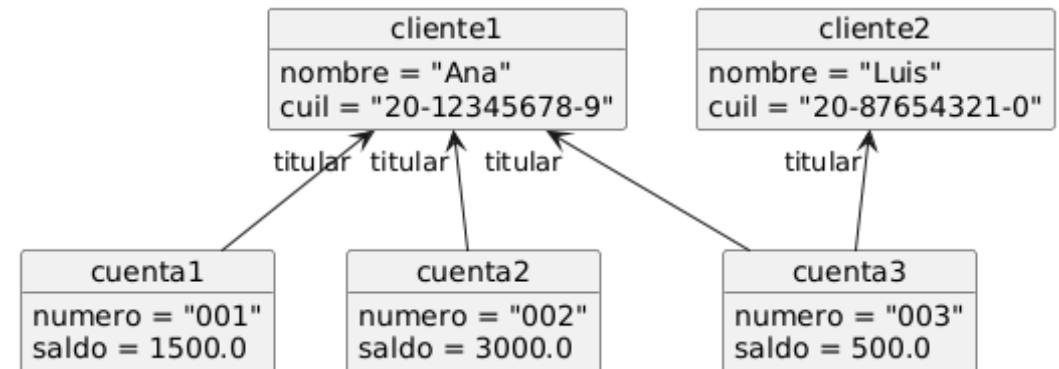 cliente1
nombre = "Ana"
cuil = "20-12345678-9"
cliente2
nombre = "Luis"
cuil = "20-87654321-0"
titular
titular
titular
titular
cuenta1
numero = "001"
saldo = 1500.0
cuenta2
numero = "002"
saldo = 3000.0
cuenta3
numero = "003"
saldo = 500.0